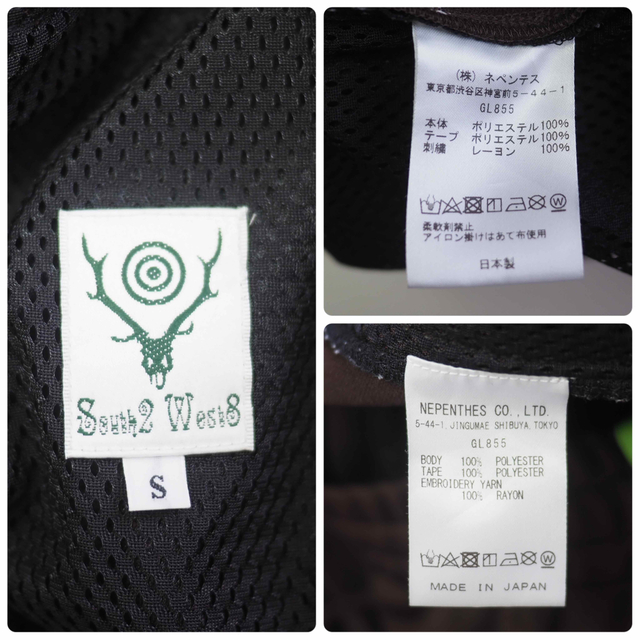 South2 West8
S
(株) ネペンテス
東京都渋谷区神宮前5-44-1
GL855
本体 ポリエステル100%
テープ ポリエステル100%
刺繍 レーヨン 100%
柔軟剤禁止
アイロン掛けはあて布使用
日本製
NEPENTHES CO., LTD.
5-44-1, JINGUMAE SHIBUYA, TOKYO
GL855
BODY 100% POLYESTER
TAPE 100% POLYESTER
EMBROIDERY YARN
100% RAYON
MADE IN JAPAN